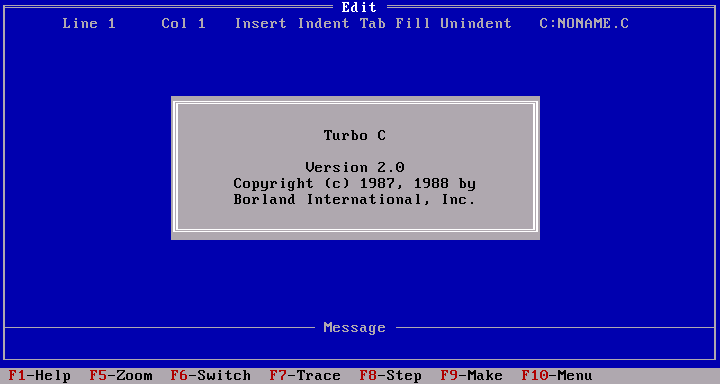 Edit
Line 1 Col 1 Insert Indent Tab Fill Unindent C:NONAME.C
Turbo C
Version 2.0
Copyright (c) 1987, 1988 by
Borland International, Inc.
Message
F1-Help F5-Zoom F6-Switch F7-Trace F8-Step F9-Make F10-Menu